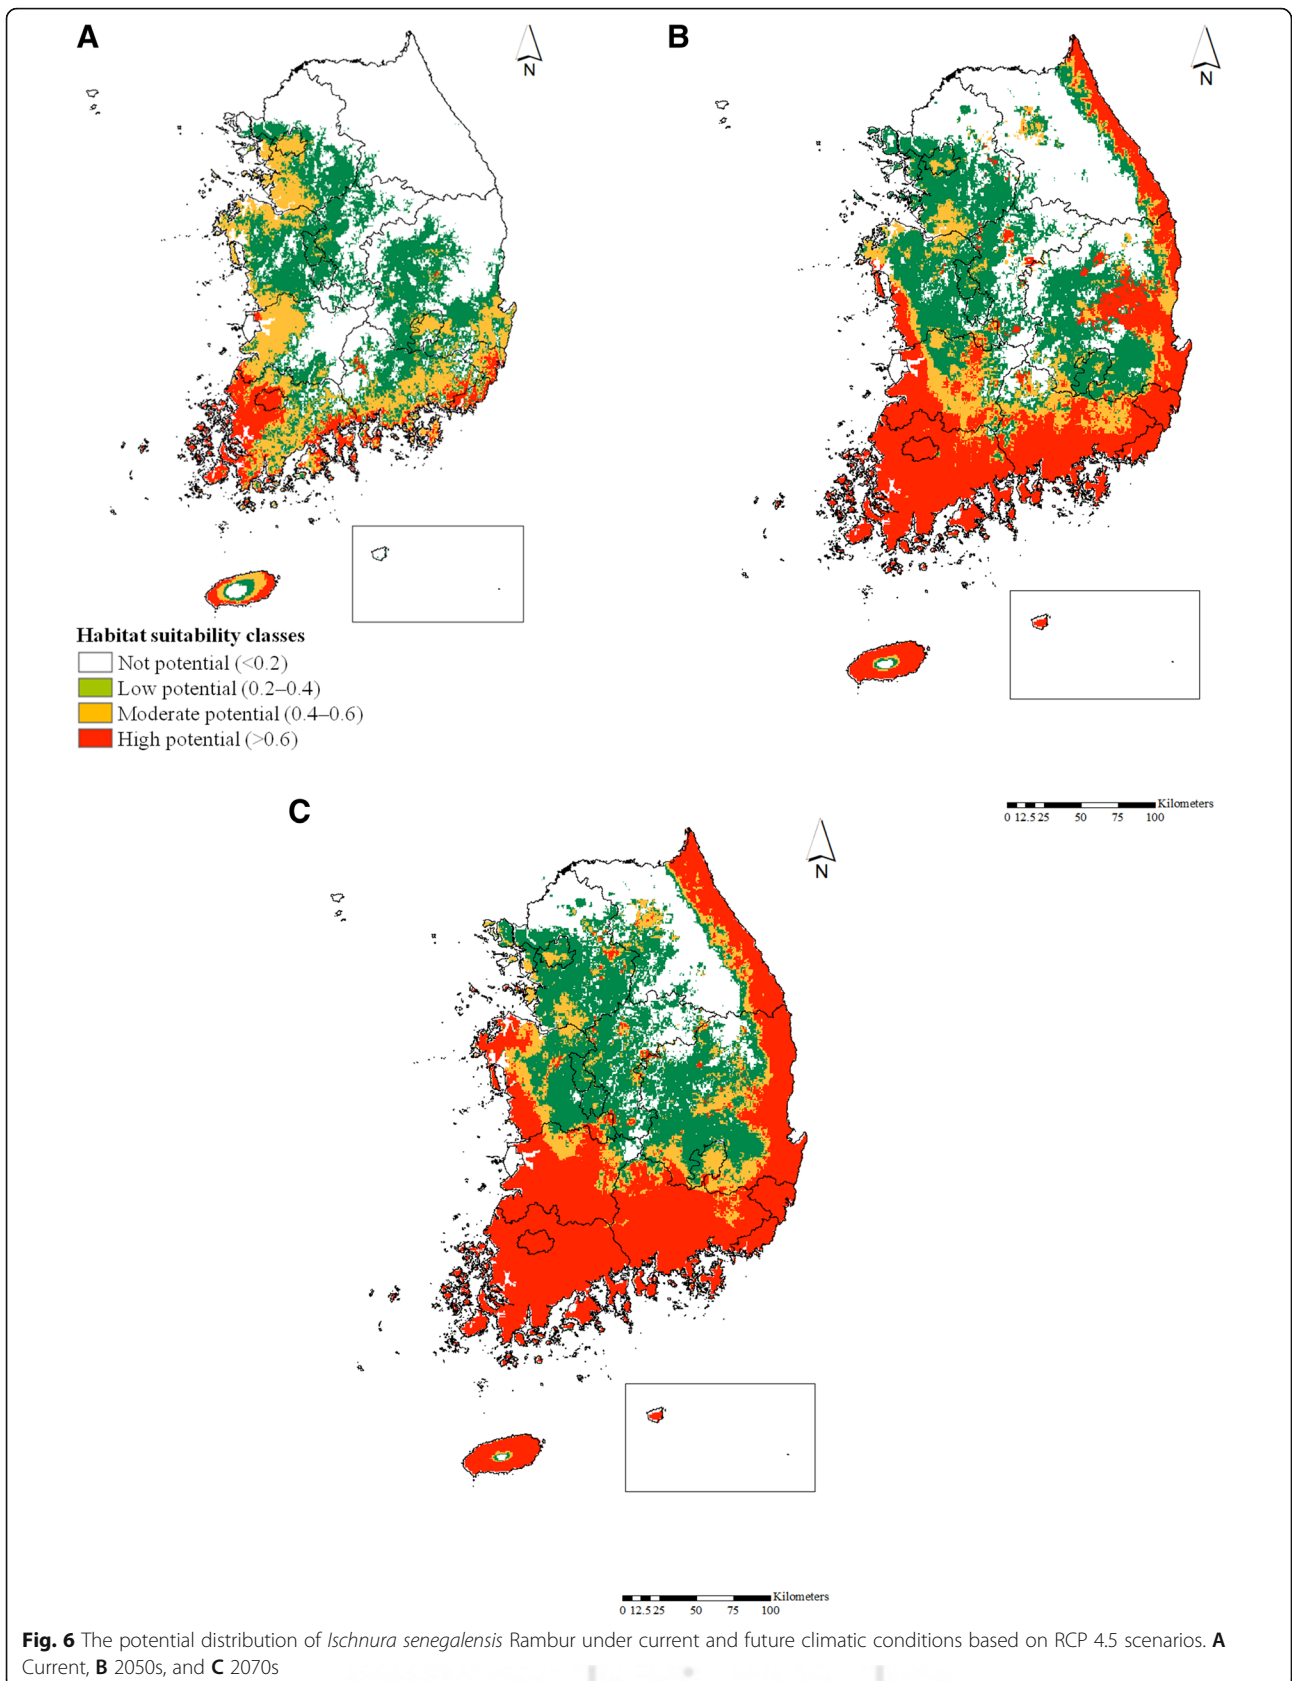 A
N
B
N
Habitat suitability classes
Not potential (<0.2)
Low potential (0.2–0.4)
Moderate potential (0.4–0.6)
High potential (>0.6)
Kilometers
0 12.5 25 50 75 100
C
N
Kilometers
0 12.5 25 50 75 100
Fig. 6 The potential distribution of Ischnura senegalensis Rambur under current and future climatic conditions based on RCP 4.5 scenarios. A
Current, B 2050s, and C 2070s